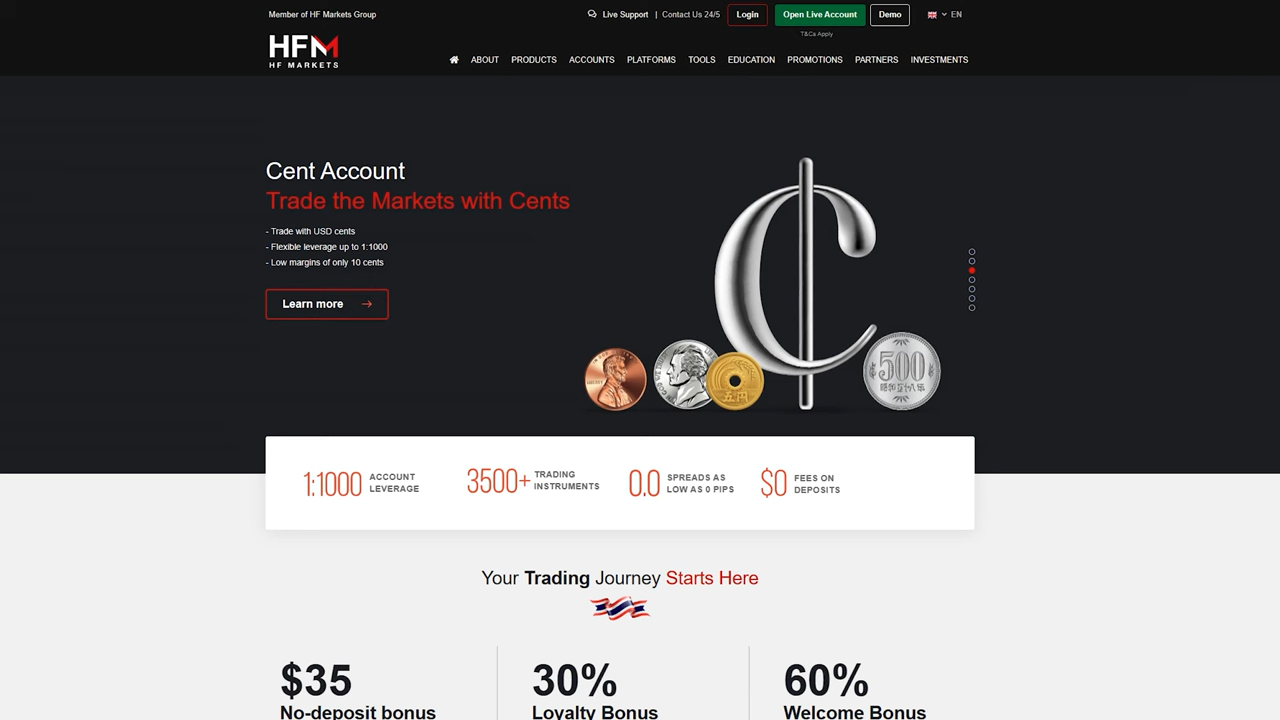 Member of HF Markets Group
Live Support | Contact Us 24/5
Login
Open Live Account
Demo
EN
T&Cs Apply
HFM
HF MARKETS
ABOUT PRODUCTS ACCOUNTS PLATFORMS TOOLS EDUCATION PROMOTIONS PARTNERS INVESTMENTS
Cent Account
Trade the Markets with Cents
- Trade with USD cents
- Flexible leverage up to 1:1000
- Low margins of only 10 cents
Learn more
¢
500
五円
1:1000
ACCOUNT
LEVERAGE
3500+
TRADING
INSTRUMENTS
0.0
SPREADS AS
LOW AS 0 PIPS
$0
FEES ON
DEPOSITS
Your Trading Journey Starts Here
$35
No-deposit bonus
30%
Loyalty Bonus
60%
Welcome Bonus